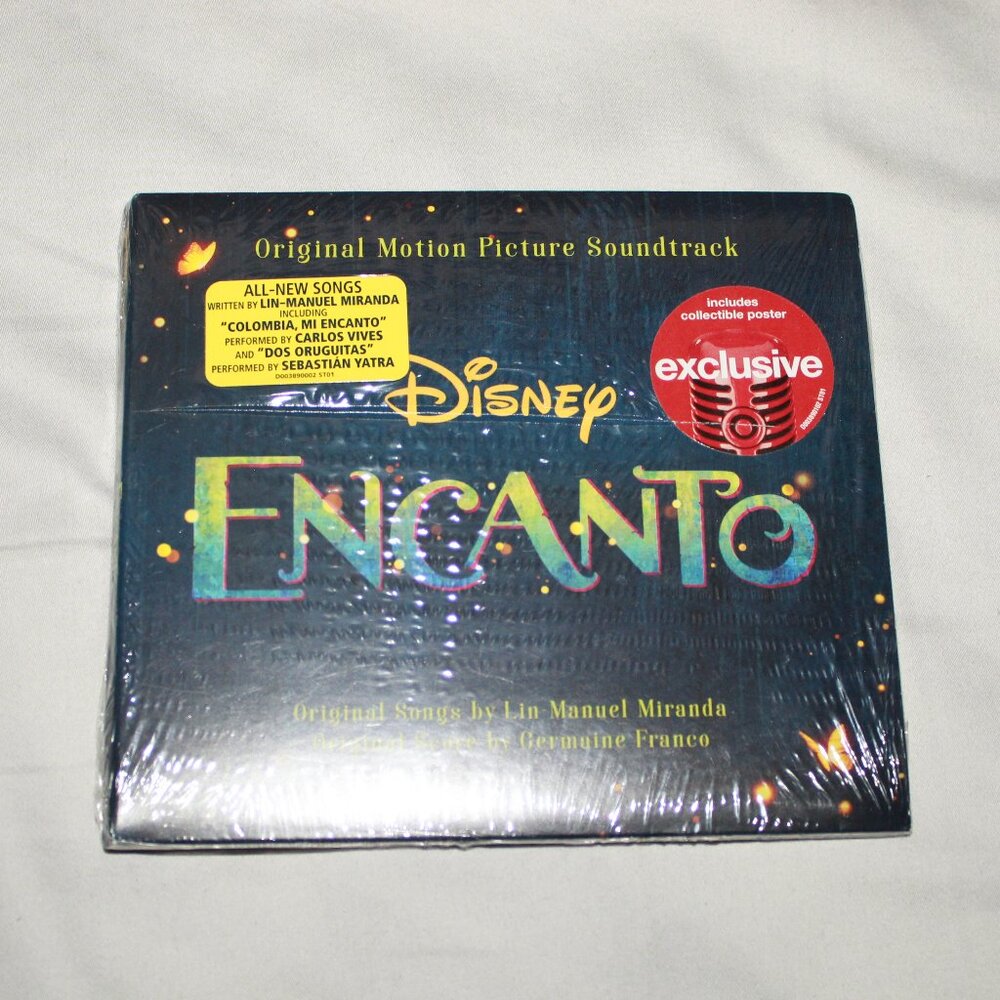 Original Motion Picture Soundtrack
ALL-NEW SONGS
WRITTEN BY LIN-MANUEL MIRANDA
INCLUDING
"COLOMBIA, MI ENCANTO"
PERFORMED BY CARLOS VIVES
AND "DOS ORUGUITAS"
PERFORMED BY SEBASTIÁN YATRA
D003890002 ST01
includes
collectible poster
exclusive
Disney
ENCANTO
Original Songs by Lin-Manuel Miranda
Original Score by Germaine Franco